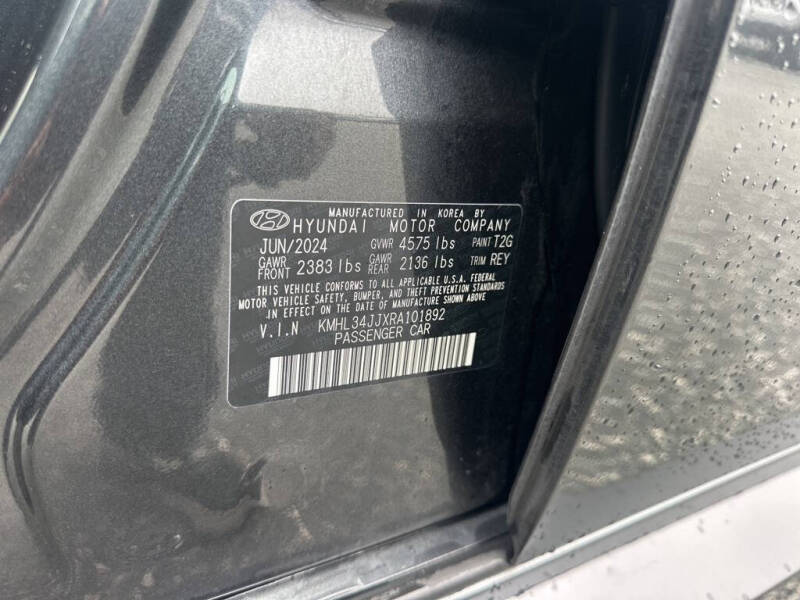 MANUFACTURED IN KOREA BY
HYUNDAI MOTOR COMPANY
JUN/2024 GVWR 4575 lbs PAINT T2G
GAWR FRONT 2383 lbs GAWR REAR 2136 lbs TRIM REY
THIS VEHICLE CONFORMS TO ALL APPLICABLE U.S.A. FEDERAL
MOTOR VEHICLE SAFETY, BUMPER, AND THEFT PREVENTION STANDARDS
IN EFFECT ON THE DATE OF MANUFACTURE SHOWN ABOVE.
V.I.N KMHL34JJXRA101892
PASSENGER CAR